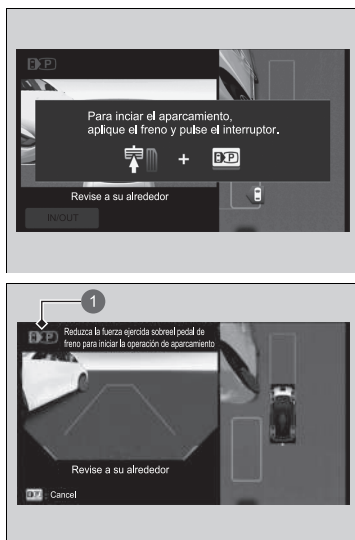 P
Para inciar el aparcamiento,
aplique el freno y pulse el interruptor.
+ P
Revise a su alrededor
IN/OUT
1
P
Reduzca la fuerza ejercida sobreel pedal de
freno para iniciar la operación de aparcamiento
Revise a su alrededor
P : Cancel